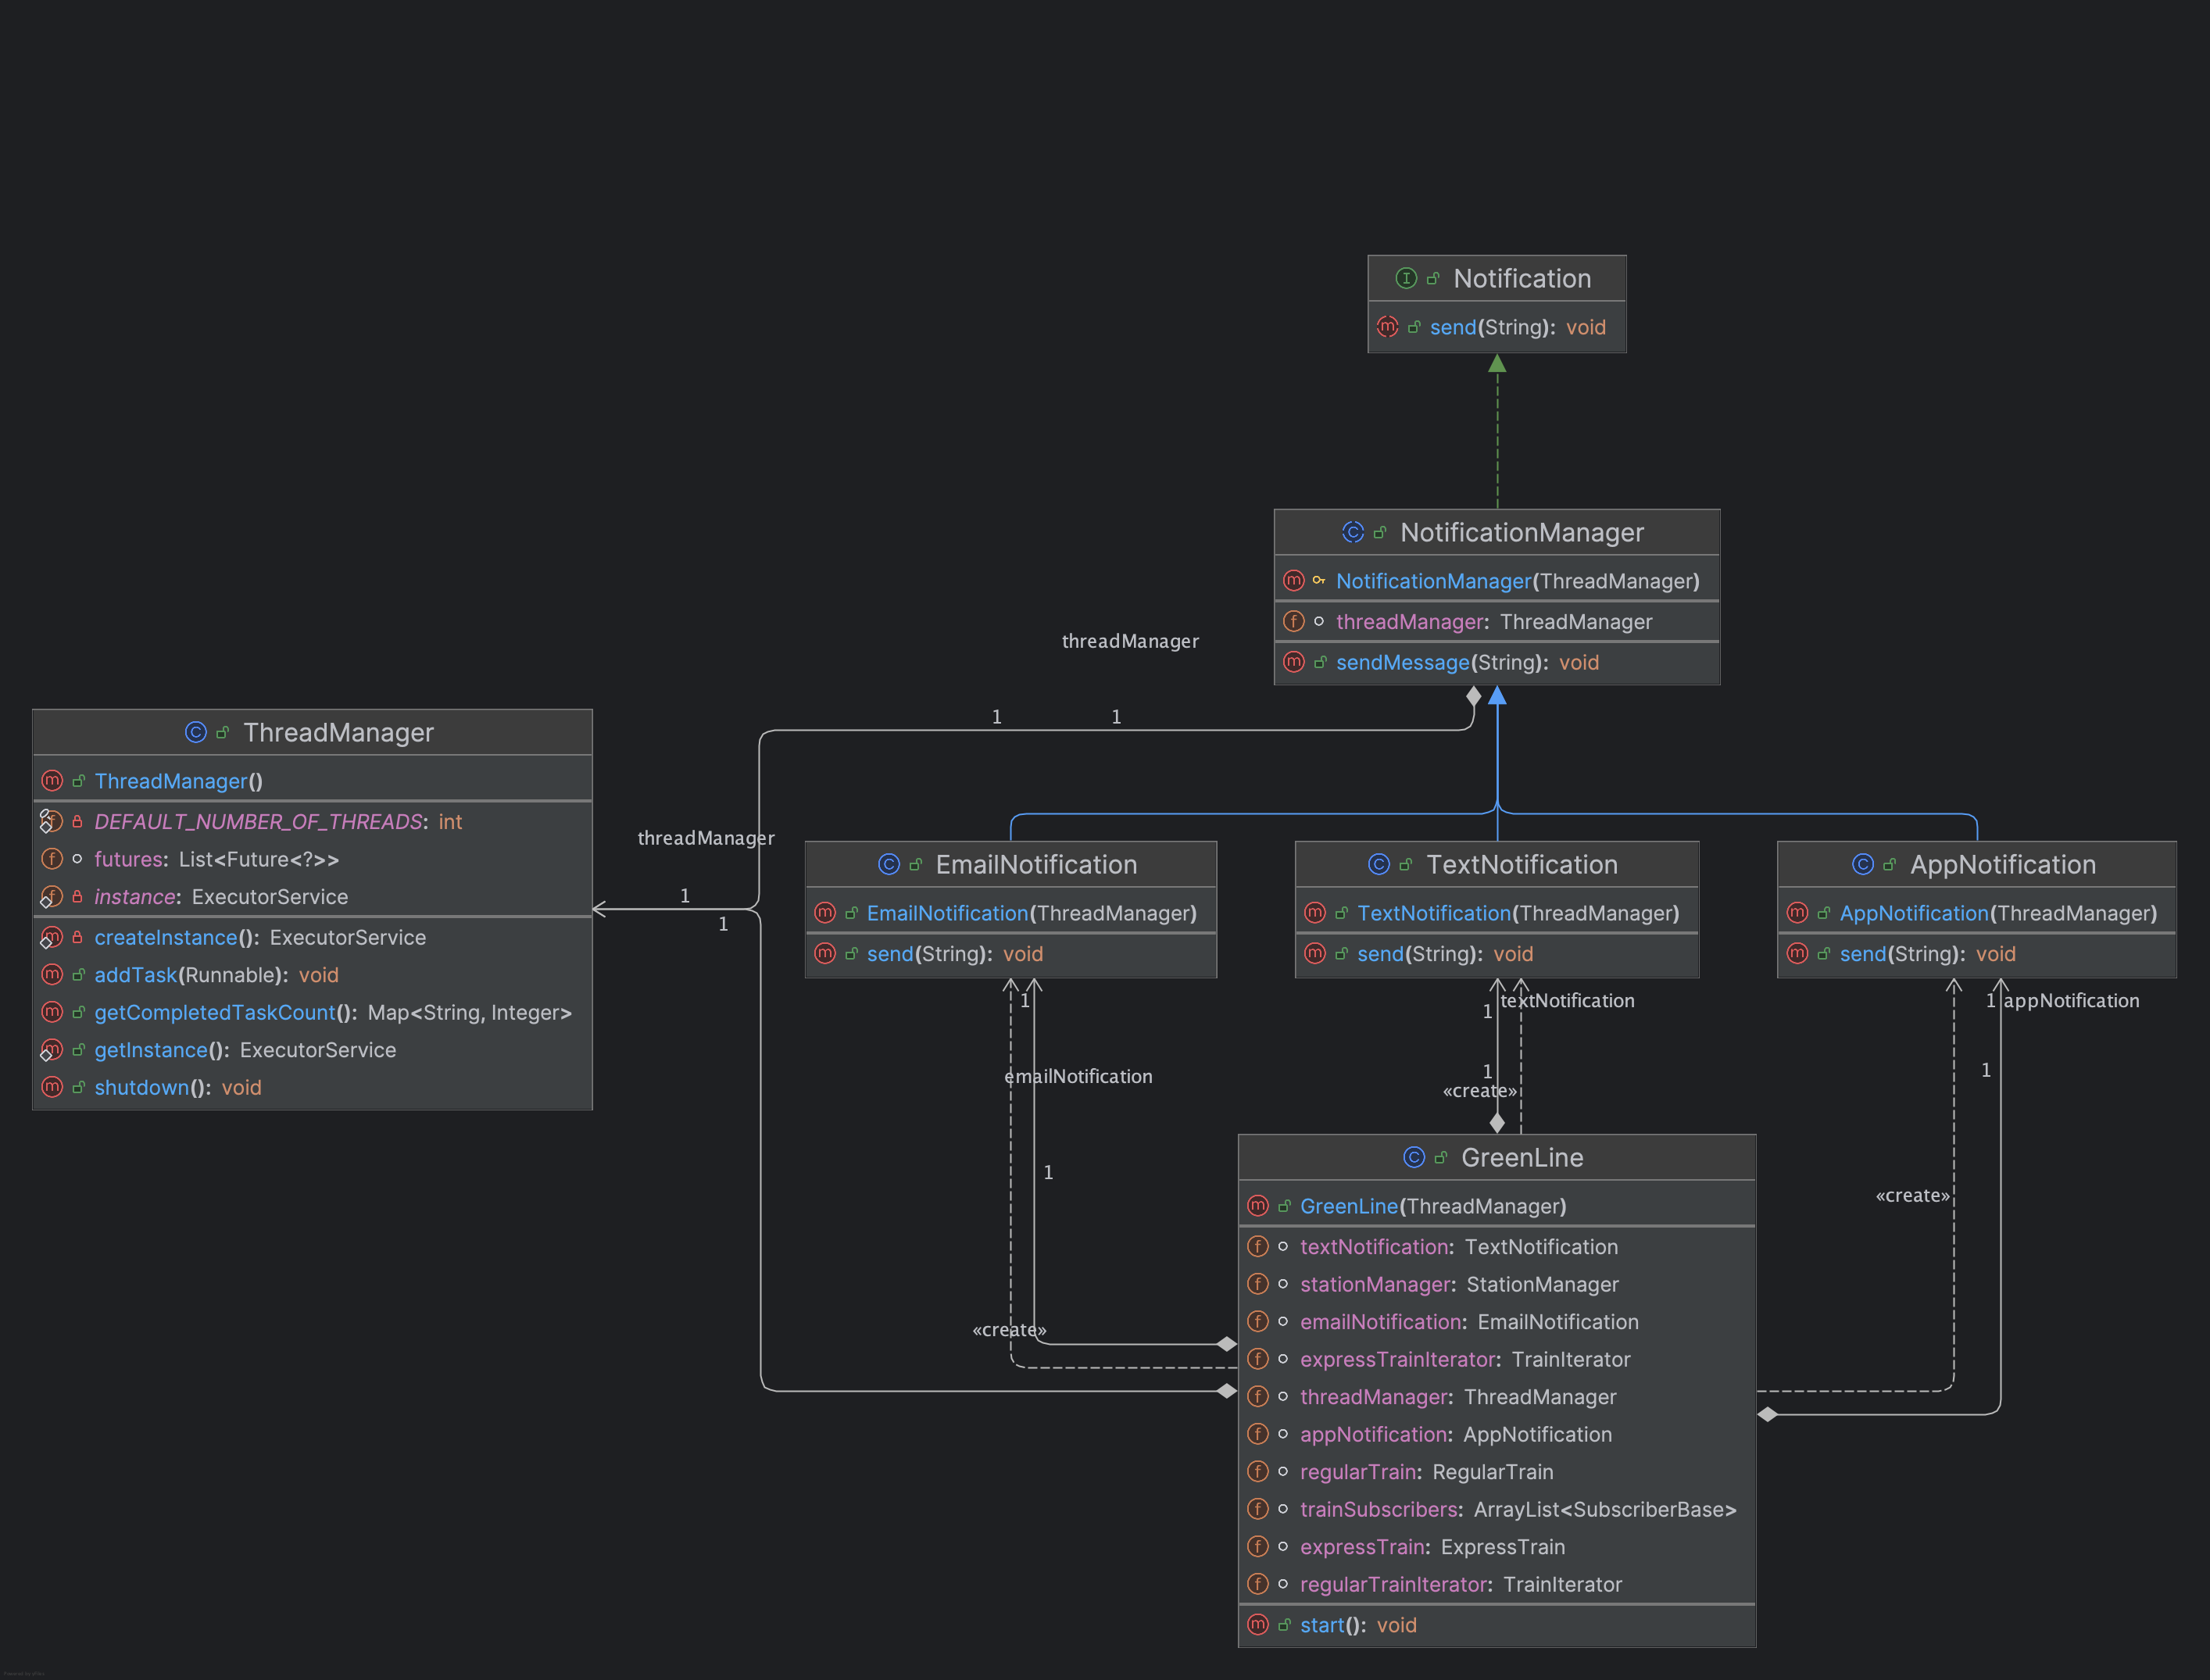 Notification
send(String): void
NotificationManager
NotificationManager(ThreadManager)
threadManager: ThreadManager
sendMessage(String): void
threadManager
1
1
ThreadManager
ThreadManager()
DEFAULT_NUMBER_OF_THREADS: int
futures: List<Future<?>>
instance: ExecutorService
createInstance(): ExecutorService
addTask(Runnable): void
getCompletedTaskCount(): Map<String, Integer>
getInstance(): ExecutorService
shutdown(): void
threadManager
1
1
EmailNotification
EmailNotification(ThreadManager)
send(String): void
TextNotification
TextNotification(ThreadManager)
send(String): void
AppNotification
AppNotification(ThreadManager)
send(String): void
1
emailNotification
1
«create»
textNotification
1
1
«create»
1
appNotification
1
«create»
GreenLine
GreenLine(ThreadManager)
textNotification: TextNotification
stationManager: StationManager
emailNotification: EmailNotification
expressTrainIterator: TrainIterator
threadManager: ThreadManager
appNotification: AppNotification
regularTrain: RegularTrain
trainSubscribers: ArrayList<SubscriberBase>
expressTrain: ExpressTrain
regularTrainIterator: TrainIterator
start(): void